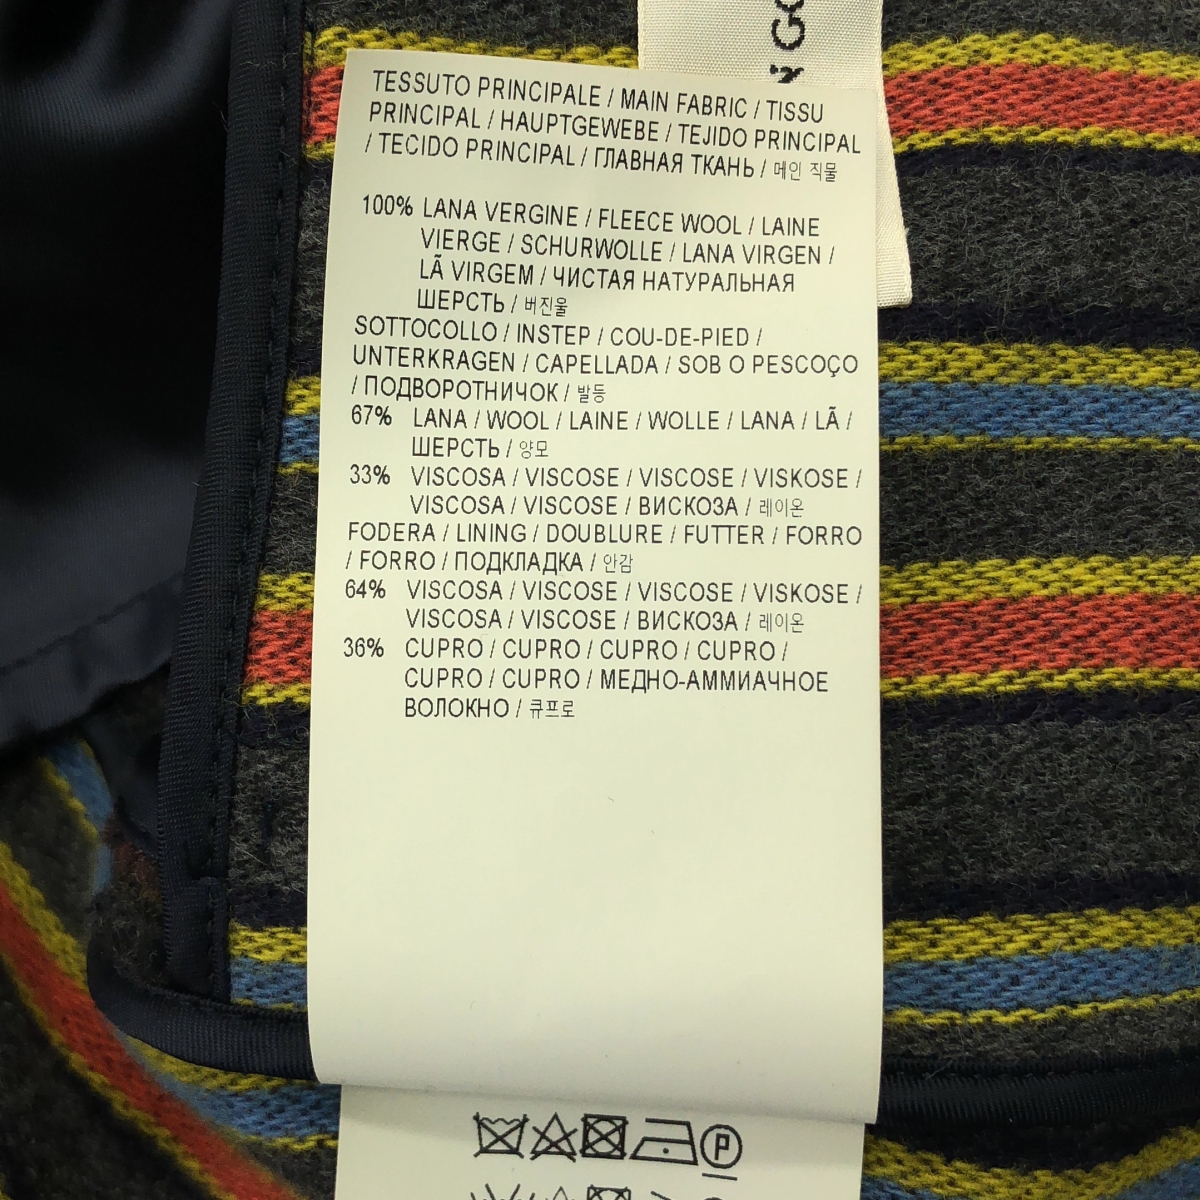 TESSUTO PRINCIPALE / MAIN FABRIC / TISSU
PRINCIPAL / HAUPTGEWEBE / TEJIDO PRINCIPAL
/ TECIDO PRINCIPAL / ГЛАВНАЯ ТКАНЬ / 메인 직물
100% LANA VERGINE / FLEECE WOOL / LAINE
VIERGE / SCHURWOLLE / LANA VIRGEN /
LÃ VIRGEM / ЧИСТАЯ НАТУРАЛЬНАЯ
ШЕРСТЬ / 버진울
SOTTOCOLLO / INSTEP / COU-DE-PIED /
UNTERKRAGEN / CAPELLADA / SOB O PESCOÇO
/ ПОДВОРОТНИЧОК / 발등
67% LANA / WOOL / LAINE / WOLLE / LANA / LÃ /
ШЕРСТЬ / 양모
33% VISCOSA / VISCOSE / VISCOSE / VISKOSE /
VISCOSA / VISCOSE / ВИСКОЗА / 레이온
FODERA / LINING / DOUBLURE / FUTTER / FORRO
/ FORRO / ПОДКЛАДКА / 안감
64% VISCOSA / VISCOSE / VISCOSE / VISKOSE /
VISCOSA / VISCOSE / ВИСКОЗА / 레이온
36% CUPRO / CUPRO / CUPRO / CUPRO /
CUPRO / CUPRO / МЕДНО-АММИАЧНОЕ
ВОЛОКНО / 큐프로
P